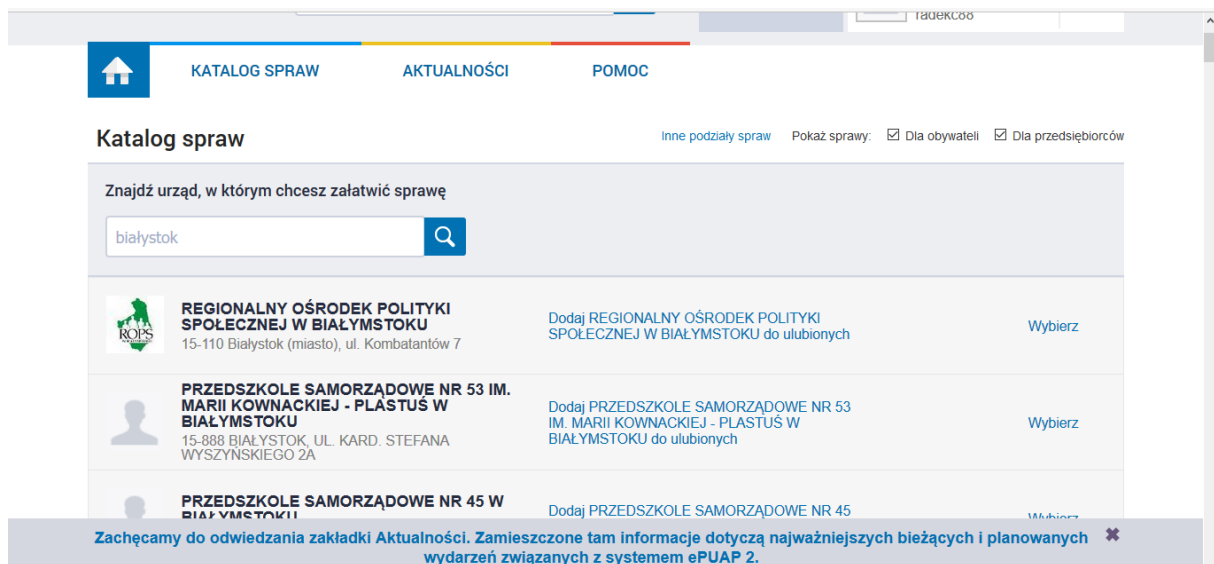 radekc88
KATALOG SPRAW AKTUALNOŚCI POMOC
Katalog spraw
Inne podziały spraw Pokaż sprawy: Dla obywateli Dla przedsiębiorców
Znajdź urząd, w którym chcesz załatwić sprawę
białystok
REGIONALNY OŚRODEK POLITYKI
SPOŁECZNEJ W BIAŁYMSTOKU
15-110 Białystok (miasto), ul. Kombatantów 7
Dodaj REGIONALNY OŚRODEK POLITYKI
SPOŁECZNEJ W BIAŁYMSTOKU do ulubionych
Wybierz
ROPS
PRZEDSZKOLE SAMORZĄDOWE NR 53 IM.
MARII KOWNACKIEJ - PLASTUŚ W
BIAŁYMSTOKU
15-888 BIAŁYSTOK, UL. KARD. STEFANA
WYSZYŃSKIEGO 2A
Dodaj PRZEDSZKOLE SAMORZĄDOWE NR 53
IM. MARII KOWNACKIEJ - PLASTUŚ W
BIAŁYMSTOKU do ulubionych
Wybierz
PRZEDSZKOLE SAMORZĄDOWE NR 45 W
BIAŁYMSTOKU
Dodaj PRZEDSZKOLE SAMORZĄDOWE NR 45
Wybierz
Zachęcamy do odwiedzania zakładki Aktualności. Zamieszczone tam informacje dotyczą najważniejszych bieżących i planowanych
wydarzeń związanych z systemem ePUAP 2.